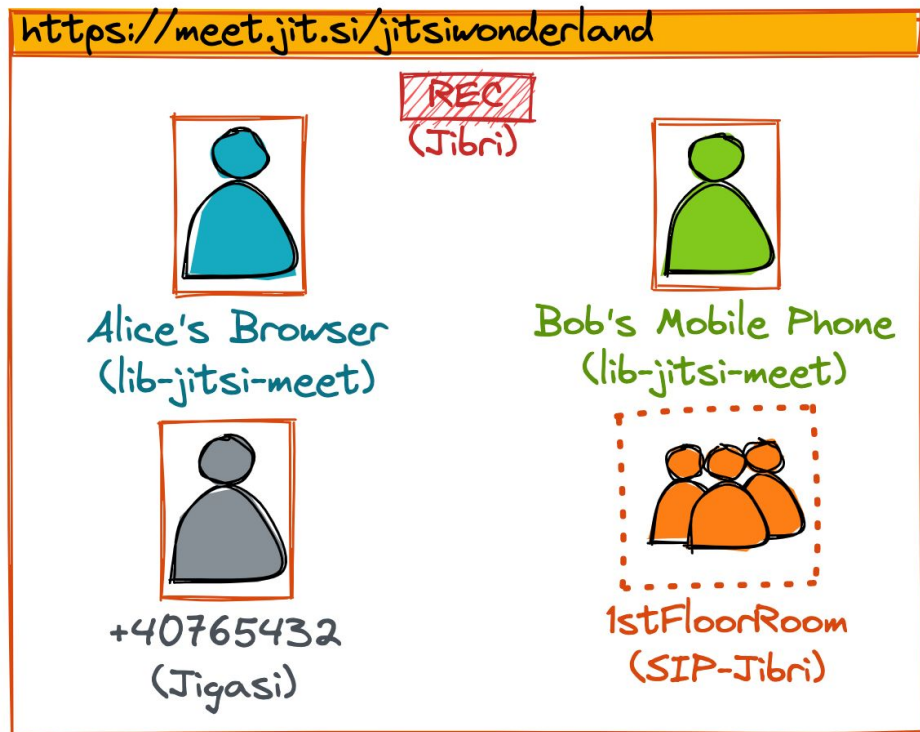 https://meet.jit.si/jitsiwonderland
REC
(Jibri)
Alice's Browser
(lib-jitsi-meet)
Bob's Mobile Phone
(lib-jitsi-meet)
+40765432
(Jigasi)
1stFloorRoom
(SIP-Jibri)